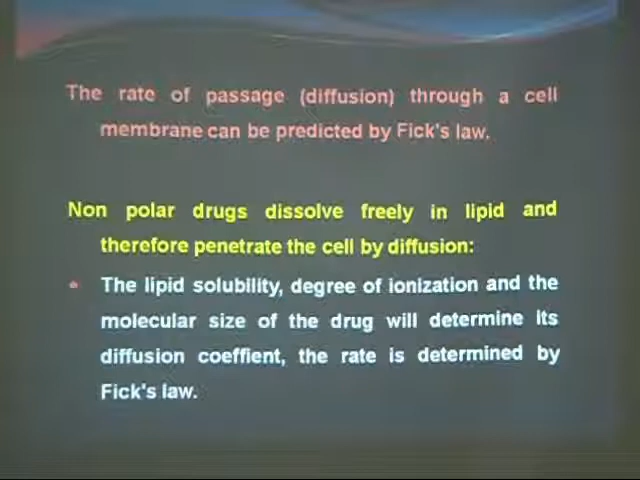 The rate of passage (diffusion) through a cell
membrane can be predicted by Fick's law.
Non polar drugs dissolve freely in lipid and
therefore penetrate the cell by diffusion:
• The lipid solubility, degree of ionization and the
molecular size of the drug will determine its
diffusion coeffient, the rate is determined by
Fick's law.